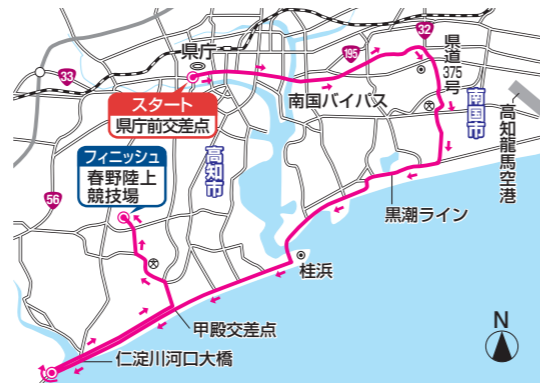 県庁
195
32
県道
375
号
33
スタート
県庁前交差点
南国バイパス
南国市
高知龍馬空港
フィニッシュ
春野陸上
競技場
高知市
56
文
文
黒潮ライン
桂浜
甲殿交差点
仁淀川河口大橋
N